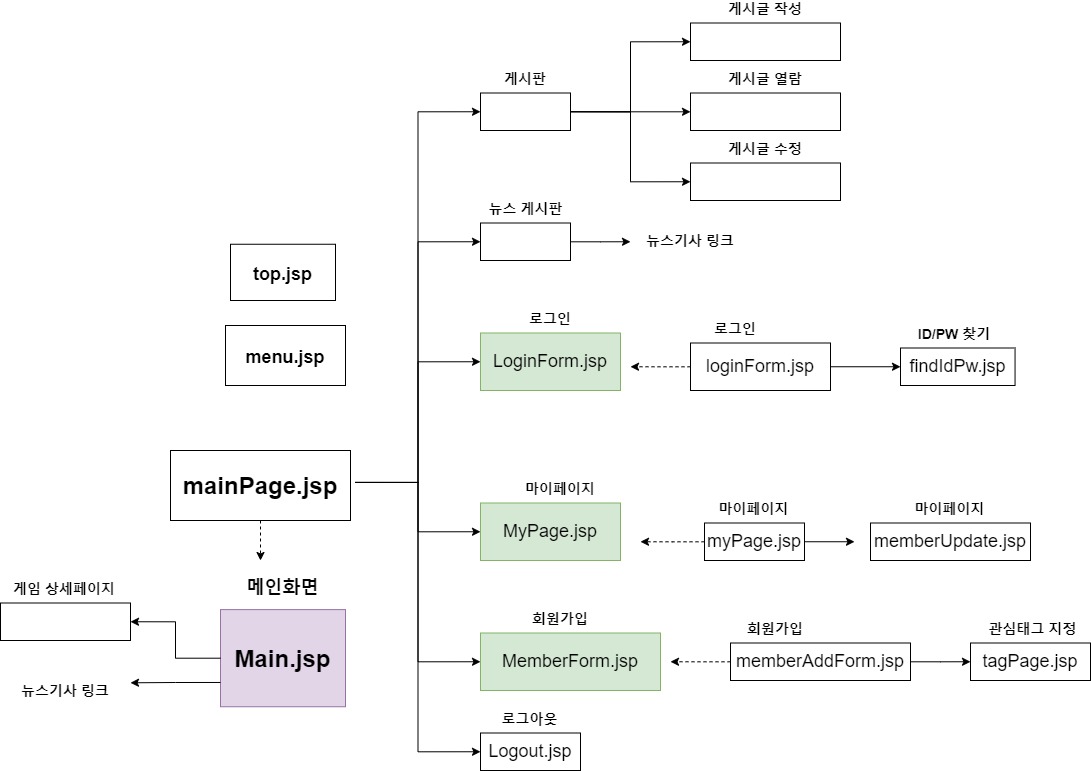 게시글 작성
게시판
게시글 열람
게시글 수정
뉴스 게시판
뉴스기사 링크
top.jsp
menu.jsp
로그인
LoginForm.jsp
로그인
loginForm.jsp
ID/PW 찾기
findIdPw.jsp
mainPage.jsp
마이페이지
MyPage.jsp
마이페이지
myPage.jsp
마이페이지
memberUpdate.jsp
메인화면
게임 상세페이지
Main.jsp
뉴스기사 링크
회원가입
MemberForm.jsp
회원가입
memberAddForm.jsp
관심태그 지정
tagPage.jsp
로그아웃
Logout.jsp